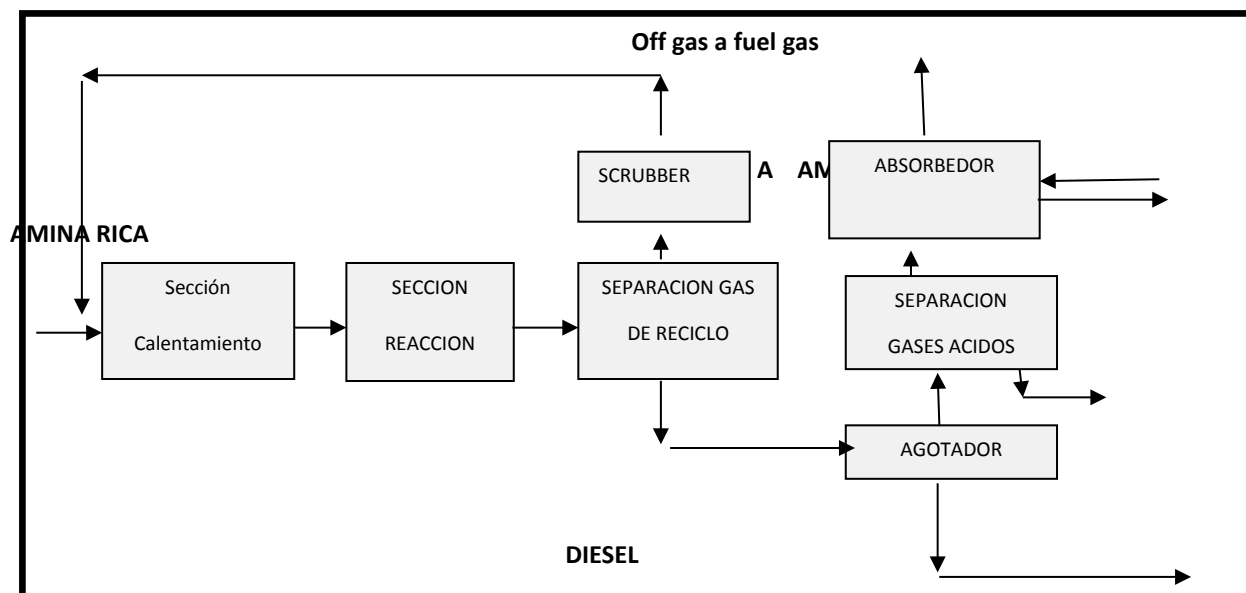 Off gas a fuel gas
SCRUBBER
A
ABSORBEDOR
AMINA RICA
Sección
Calentamiento
SECCION
REACCION
SEPARACION GAS
DE RECICLO
SEPARACION
GASES ACIDOS
AGOTADOR
DIESEL